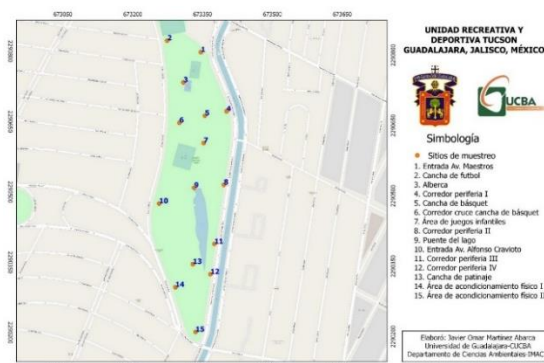 673050 673200 673350 673500 673650
UNIDAD RECREATIVA Y
DEPORTIVA TUCSON
GUADALAJARA, JALISCO, MÉXICO
CUCBA
Simbología
Sitios de muestreo
1. Entrada Av. Maestros
2. Cancha de futbol
3. Alberca
4. Corredor periferia I
5. Cancha de básquet
6. Corredor cruce cancha de básquet
7. Área de juegos infantiles
8. Corredor periferia II
9. Puente del lago
10. Entrada Av. Alfonso Cravioto
11. Corredor periferia III
12. Corredor periferia IV
13. Cancha de patinaje
14. Área de acondicionamiento físico I
15. Área de acondicionamiento físico II
Elaboró: Javier Omar Martínez Abarca
Universidad de Guadalajara-CUCBA
Departamento de Ciencias Ambientales-IMAC
2
1
3
4
5
6
7
8
9
10
11
13
12
14
15